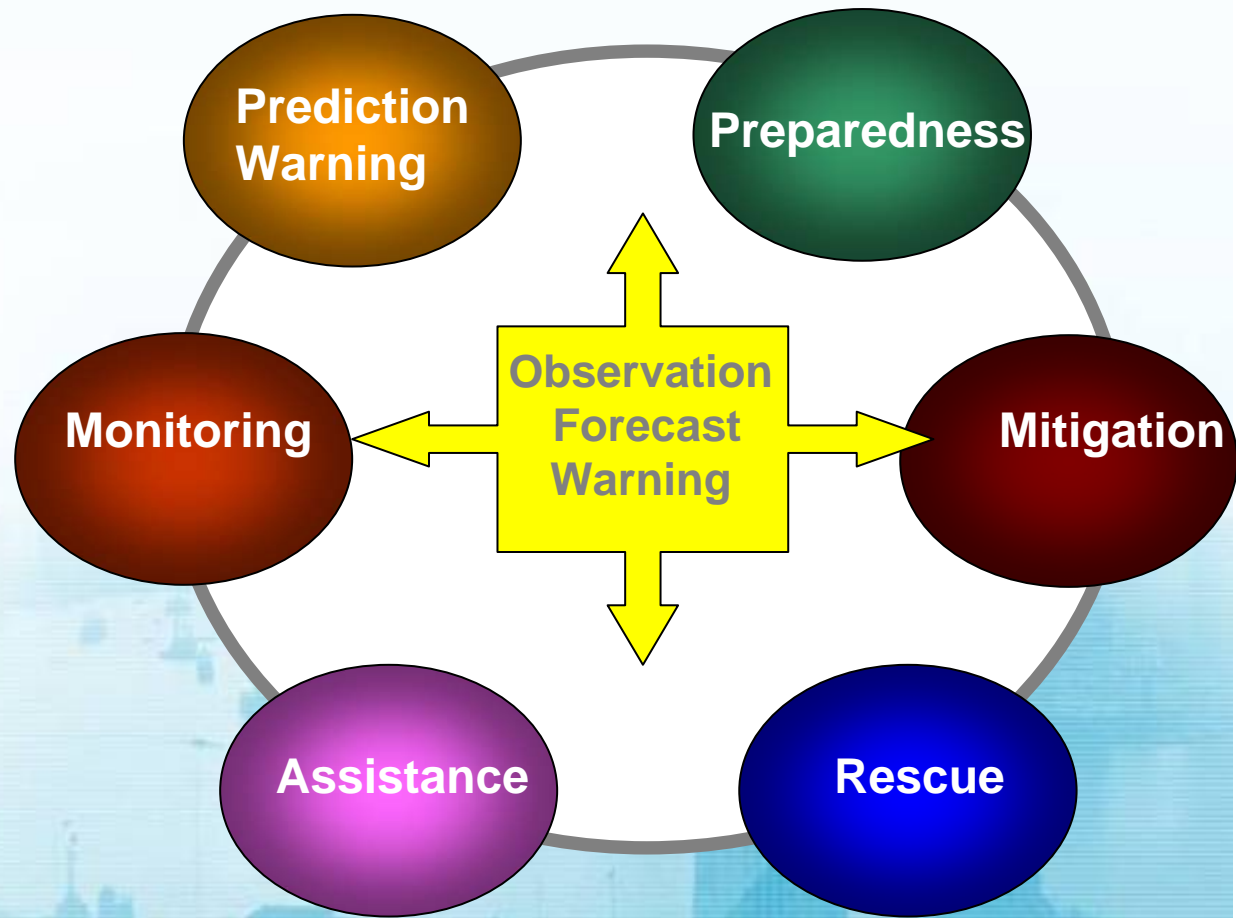 Prediction
Warning
Preparedness
Observation
Forecast
Warning
Monitoring
Mitigation
Assistance
Rescue